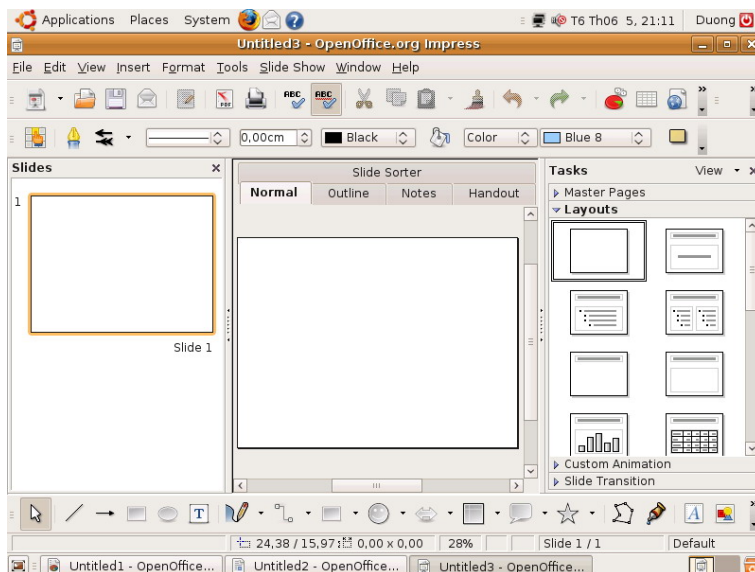 Applications Places System T6 Th06 5, 21:11 Duong
Untitled3 - OpenOffice.org Impress
File Edit View Insert Format Tools Slide Show Window Help
ABC ABC
0,00cm Black Color Blue 8
Slides
1
Slide 1
Slide Sorter
Normal Outline Notes Handout
Tasks View
Master Pages
Layouts
Custom Animation
Slide Transition
24,38 / 15,97 0,00 x 0,00 28% Slide 1 / 1 Default
Untitled1 - OpenOffice... Untitled2 - OpenOffice... Untitled3 - OpenOffice...